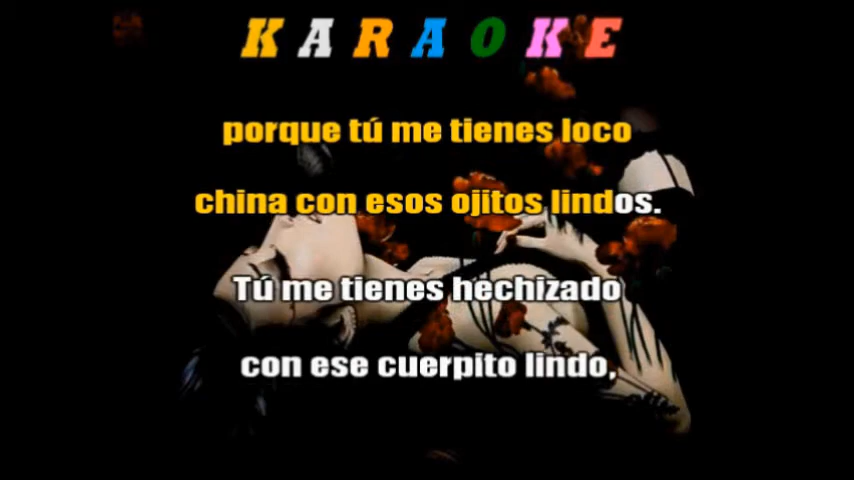 KARAOKE
porque tú me tienes loco
china con esos ojitos lindos.
Tú me tienes hechizado
con ese cuerpito lindo,